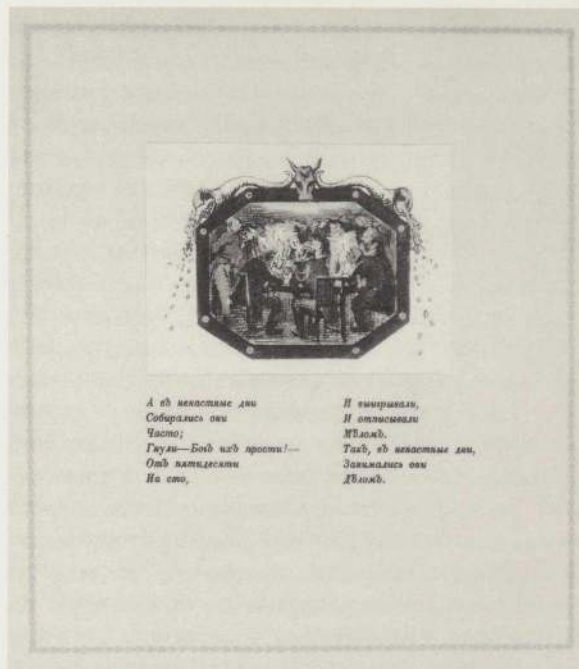 А въ ненастные дни
Собирались они
Часто;
Гнули—Богъ ихъ прости!—
Отъ пятидесяти
На сто,
И выигрывали,
И отписывали
Мѣломъ.
Такъ, въ ненастные дни,
Занимались они
Дѣломъ.